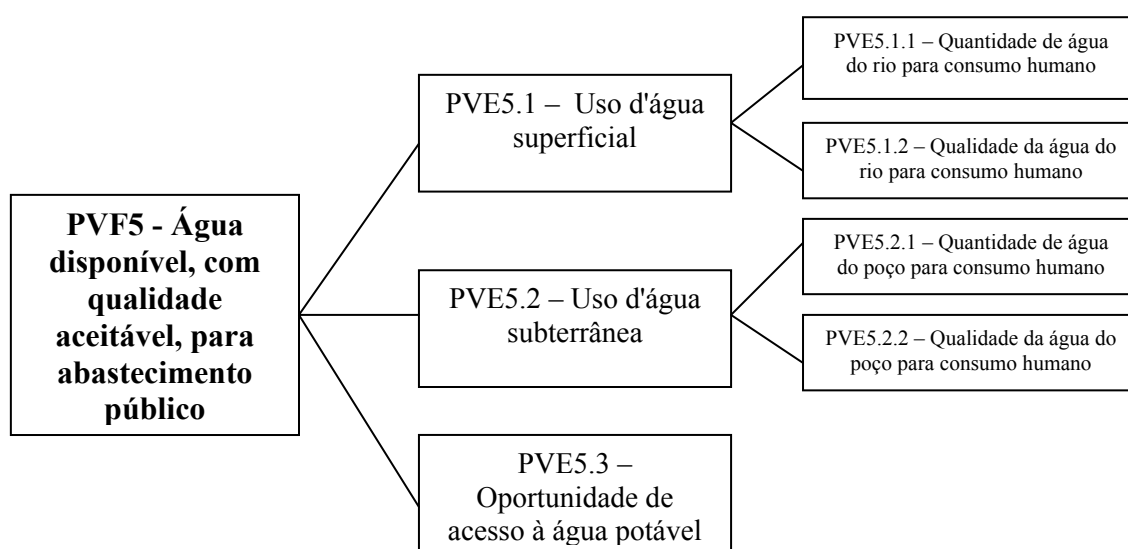 PVF5 - Água
disponível, com
qualidade
aceitável, para
abastecimento
público
PVE5.1 – Uso d'água
superficial
PVE5.1.1 – Quantidade de água
do rio para consumo humano
PVE5.1.2 – Qualidade da água do
rio para consumo humano
PVE5.2 – Uso d'água
subterrânea
PVE5.2.1 – Quantidade de água
do poço para consumo humano
PVE5.2.2 – Qualidade da água do
poço para consumo humano
PVE5.3 –
Oportunidade de
acesso à água potável